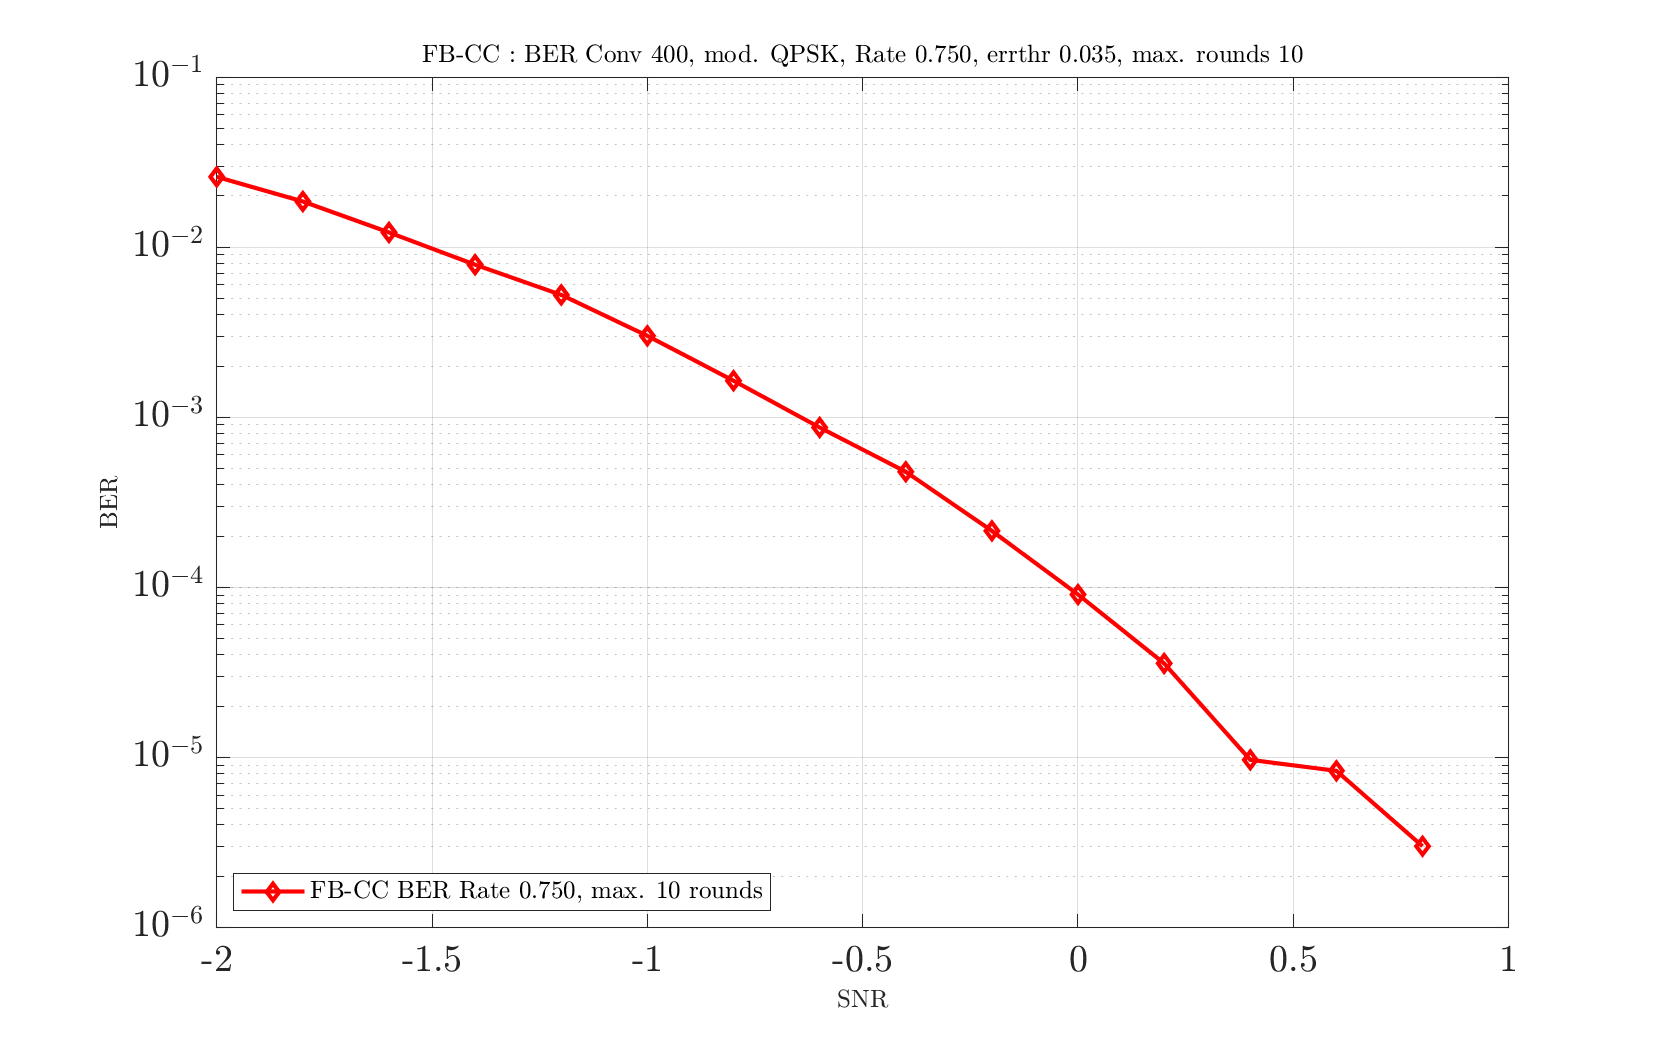 FB-CC : BER Conv 400, mod. QPSK, Rate 0.750, errthr 0.035, max. rounds 10
10^{-1}
10^{-2}
10^{-3}
10^{-4}
10^{-5}
10^{-6}
BER
FB-CC BER Rate 0.750, max. 10 rounds
-2 -1.5 -1 -0.5 0 0.5 1
SNR